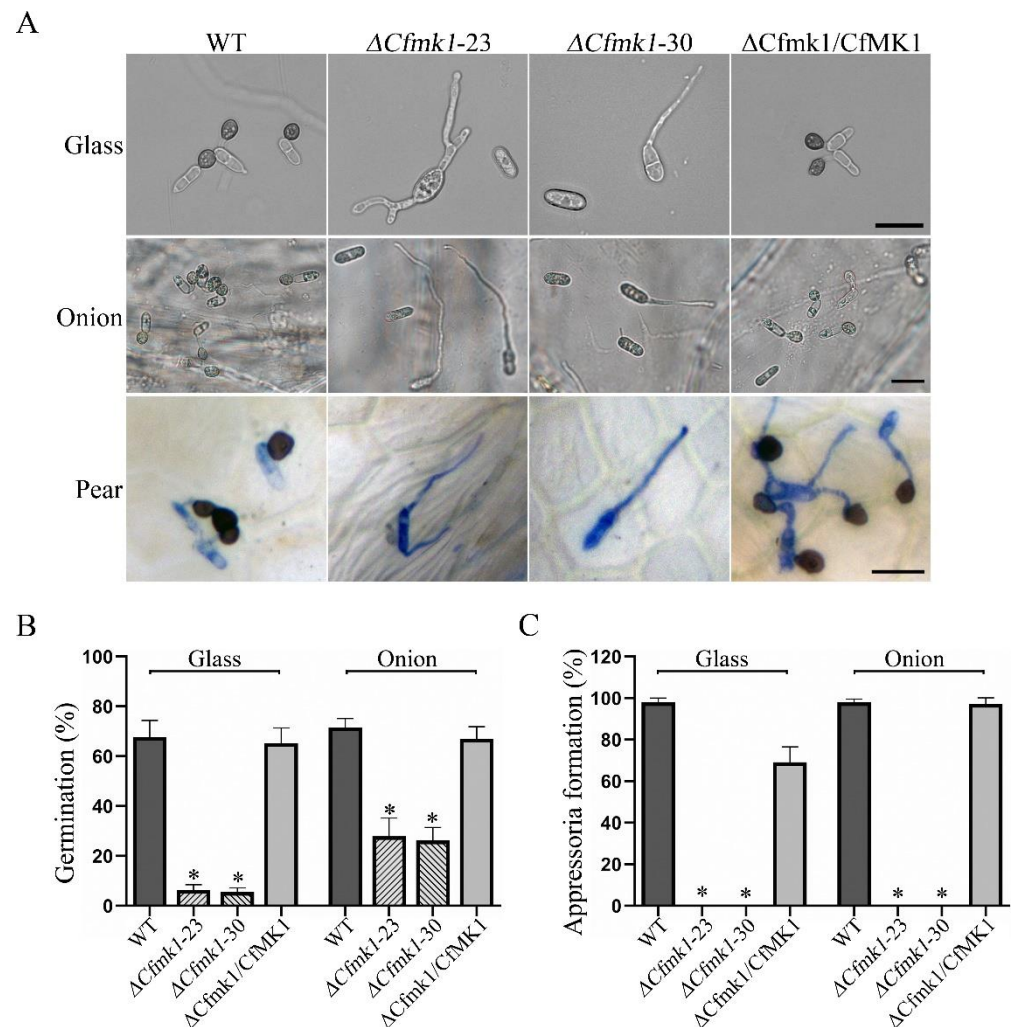 A
WT ΔCfmk1-23 ΔCfmk1-30 ΔCfmk1/CfMK1
Glass
Onion
Pear
B
Glass Onion
Germination (%)
100
80
60
40
20
0
* * * *
WT ΔCfmk1-23 ΔCfmk1-30 ΔCfmk1/CfMK1 WT ΔCfmk1-23 ΔCfmk1-30 ΔCfmk1/CfMK1
C
Glass Onion
Appressoria formation (%)
120
100
80
60
40
20
0
* * * *
WT ΔCfmk1-23 ΔCfmk1-30 ΔCfmk1/CfMK1 WT ΔCfmk1-23 ΔCfmk1-30 ΔCfmk1/CfMK1